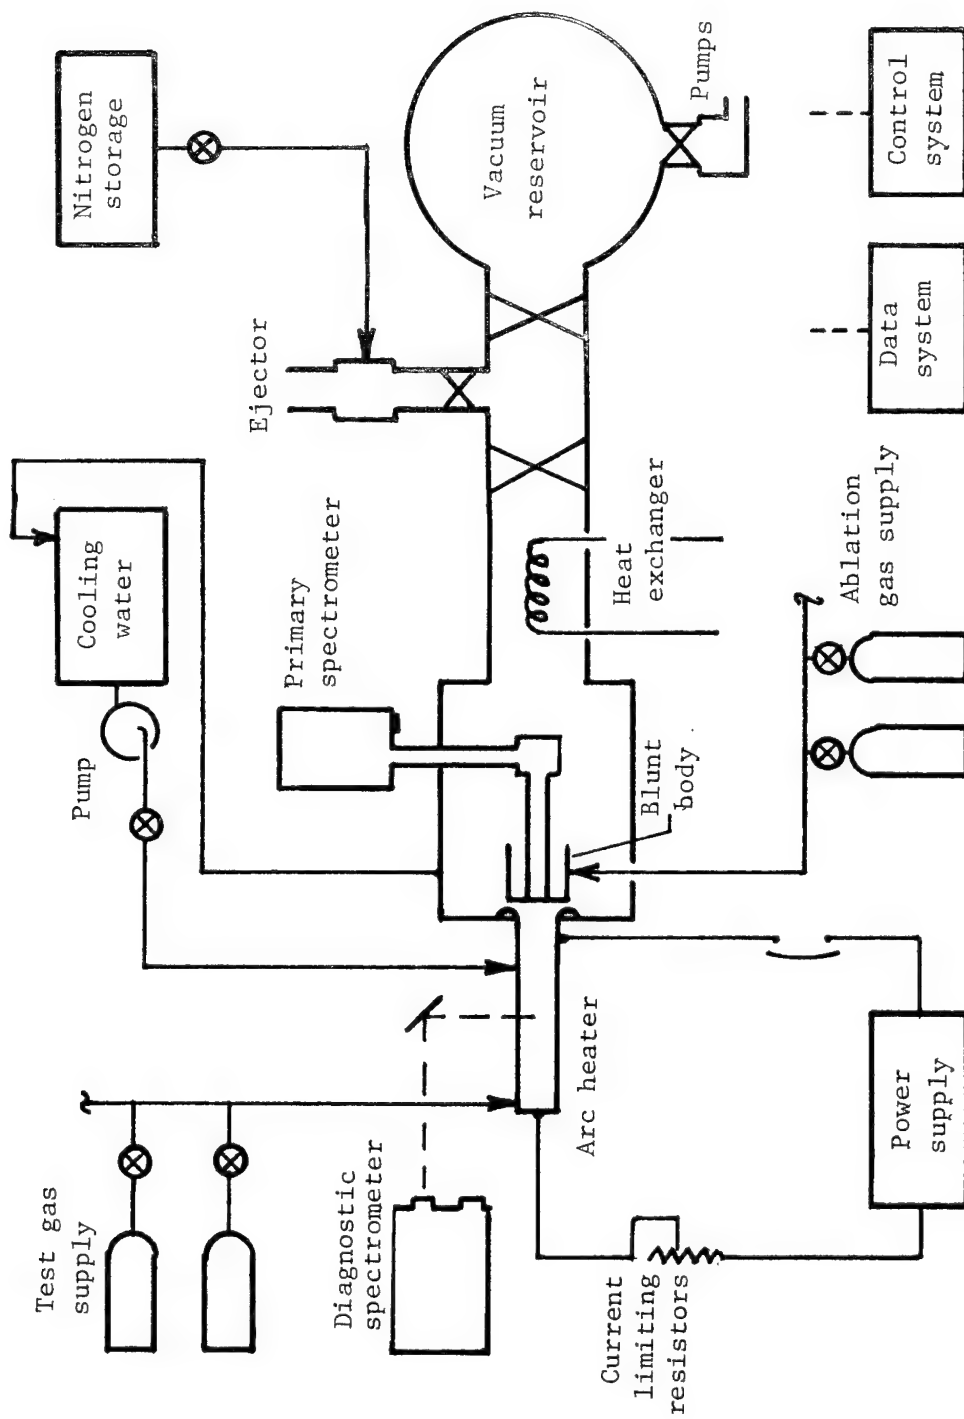 Test gas
supply
Diagnostic
spectrometer
Current
limiting
resistors
Arc heater
Power
supply
Pump
Cooling
water
Primary
spectrometer
Blunt
body
Heat
exchanger
Ablation
gas supply
Ejector
Nitrogen
storage
Vacuum
reservoir
Pumps
Data
system
Control
system